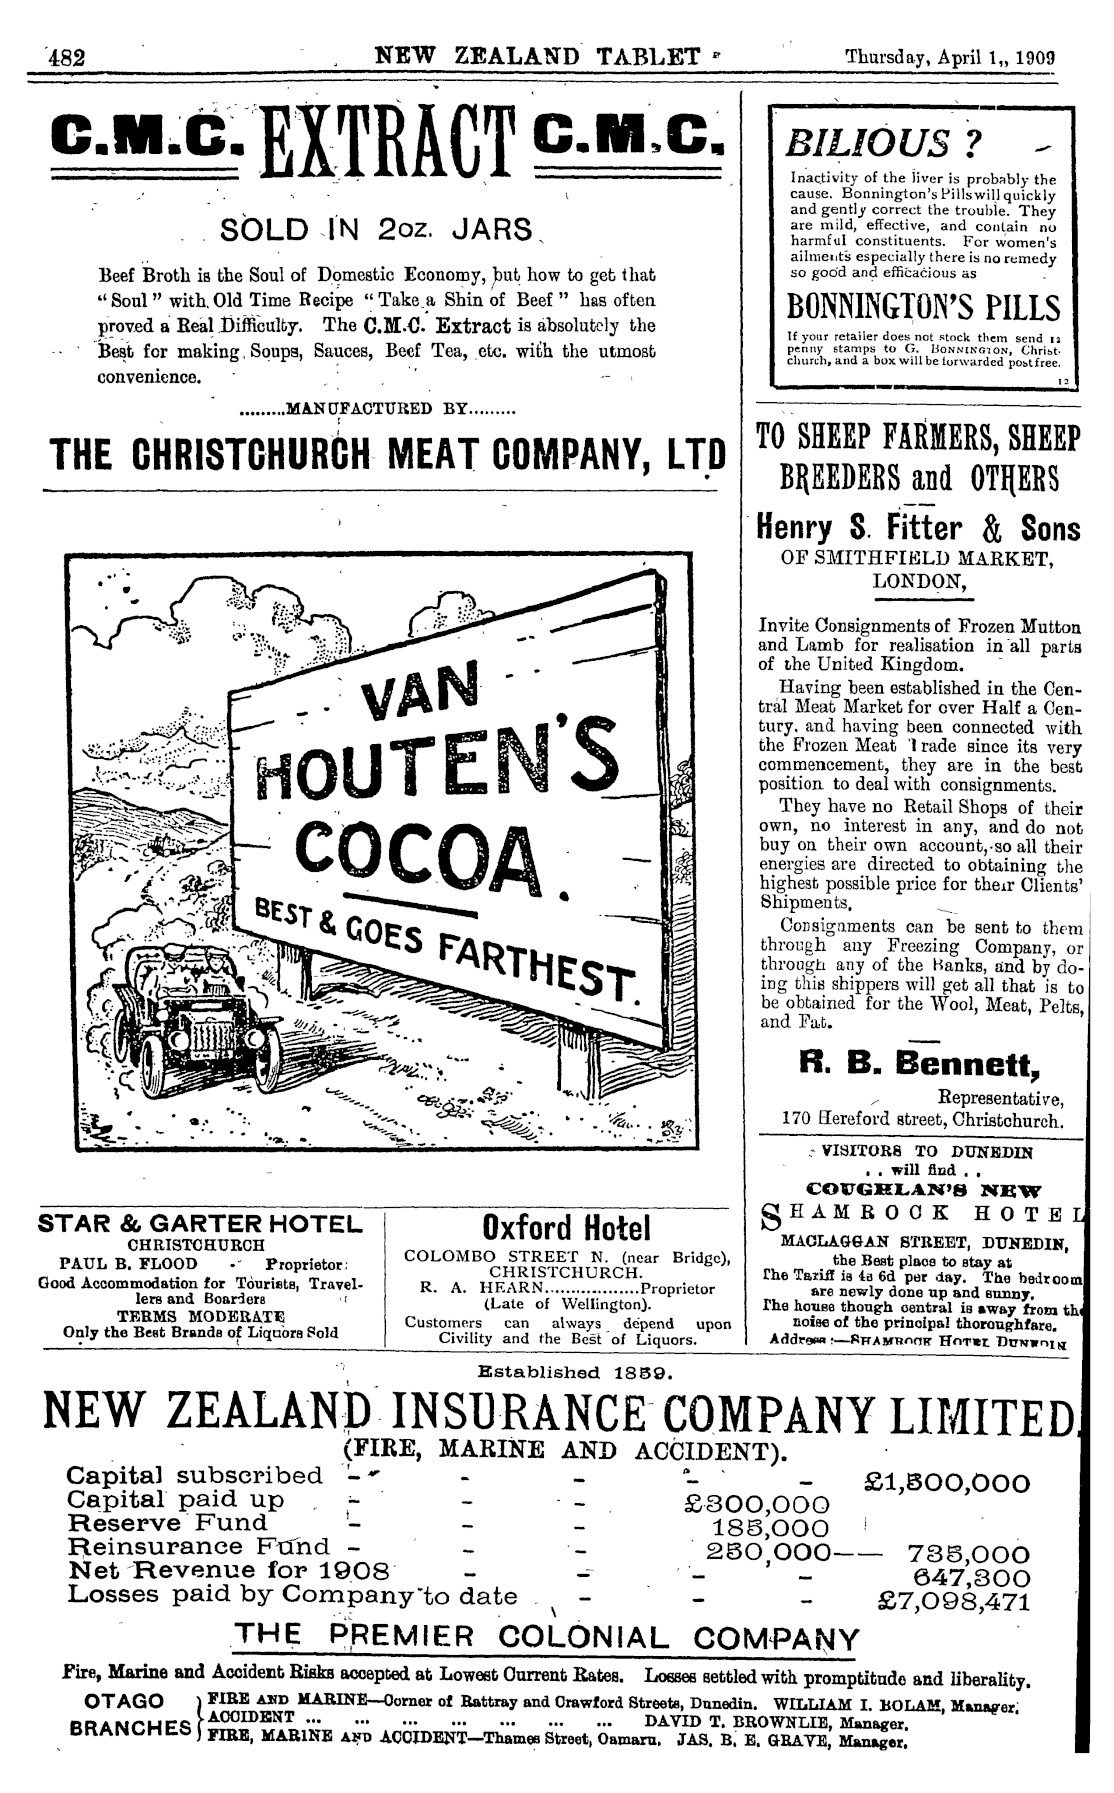 482 NEW ZEALAND TABLET Thursday, April 1,, 1909
C.M.C. EXTRACT C.M.C.
SOLD IN 2oz. JARS
Beef Broth is the Soul of Domestic Economy, but how to get that
“Soul” with Old Time Recipe “Take a Shin of Beef” has often
proved a Real Difficulty. The C.M.C. Extract is absolutely the
Best for making Soups, Sauces, Beef Tea, etc. with the utmost
convenience.
.........MANUFACTURED BY.........
THE CHRISTCHURCH MEAT COMPANY, LTD.
VAN
HOUTEN'S
COCOA.
BEST & GOES FARTHEST.
BILIOUS ?
Inactivity of the liver is probably the
cause. Bonnington's Pills will quickly
and gently correct the trouble. They
are mild, effective, and contain no
harmful constituents. For women's
ailments especially there is no remedy
so good and efficacious as
BONNINGTON'S PILLS
If your retailer does not stock them send 12
penny stamps to G. BONNINGTON, Christ-
church, and a box will be forwarded post free.
12
TO SHEEP FARMERS, SHEEP
BREEDERS and OTHERS
Henry S. Fitter & Sons
OF SMITHFIELD MARKET,
LONDON,
Invite Consignments of Frozen Mutton
and Lamb for realisation in all parts
of the United Kingdom.
Having been established in the Cen-
tral Meat Market for over Half a Cen-
tury, and having been connected with
the Frozen Meat Trade since its very
commencement, they are in the best
position to deal with consignments.
They have no Retail Shops of their
own, no interest in any, and do not
buy on their own account, so all their
energies are directed to obtaining the
highest possible price for their Clients'
Shipments.
Consignments can be sent to them
through any Freezing Company, or
through any of the Banks, and by do-
ing this shippers will get all that is to
be obtained for the Wool, Meat, Pelts,
and Fat.
R. B. Bennett,
Representative,
170 Hereford street, Christchurch.
VISITORS TO DUNEDIN
. . will find . .
COUGHLAN'S NEW
SHAMROCK HOTEL
MACLAGGAN STREET, DUNEDIN,
the Best place to stay at
The Tariff is 4s 6d per day. The bedroom
are newly done up and sunny.
The house though central is away from the
noise of the principal thoroughfare.
Address:—SHAMROCK HOTEL DUNEDIN
STAR & GARTER HOTEL
CHRISTCHURCH
PAUL B. FLOOD - Proprietor:
Good Accommodation for Tourists, Travel-
lers and Boarders
TERMS MODERATE
Only the Best Brands of Liquors Sold
Oxford Hotel
COLOMBO STREET N. (near Bridge),
CHRISTCHURCH.
R. A. HEARN..................Proprietor
(Late of Wellington).
Customers can always depend upon
Civility and the Best of Liquors.
Established 1859.
NEW ZEALAND INSURANCE COMPANY LIMITED
(FIRE, MARINE AND ACCIDENT).
Capital subscribed - - - - - £1,500,000
Capital paid up - - - £300,000
Reserve Fund - - - 185,000
Reinsurance Fund - - - 250,000—— 735,000
Net Revenue for 1908 - - - - 647,300
Losses paid by Company to date - - - £7,098,471
THE PREMIER COLONIAL COMPANY
Fire, Marine and Accident Risks accepted at Lowest Current Rates. Losses settled with promptitude and liberality.
OTAGO BRANCHES
FIRE AND MARINE—Corner of Rattray and Crawford Streets, Dunedin. WILLIAM I. BOLAM, Manager.
ACCIDENT ... ... ... ... ... ... ... DAVID T. BROWNLIE, Manager.
FIRE, MARINE AND ACCIDENT—Thames Street, Oamaru. JAS. B. E. GRAVE, Manager.